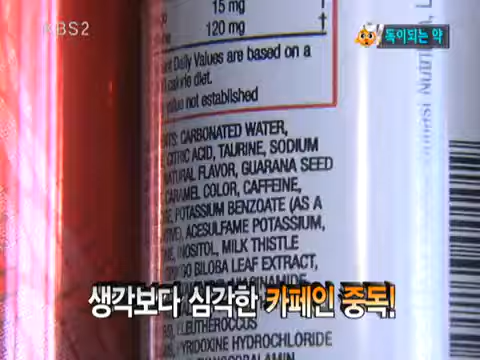 KBS2
독이되는 약
15 mg
120 mg †
Daily Values are based on a
calorie diet.
value not established
CARBONATED WATER,
CITRIC ACID, TAURINE, SODIUM
NATURAL FLAVOR, GUARANA SEED
CARAMEL COLOR, CAFFEINE,
POTASSIUM BENZOATE (AS A
ACESULFAME POTASSIUM,
INOSITOL, MILK THISTLE
BILOBA LEAF EXTRACT,
생각보다 심각한 카페인 중독!
ELEUTHEROCCUS
PYRIDOXINE HYDROCHLORIDE